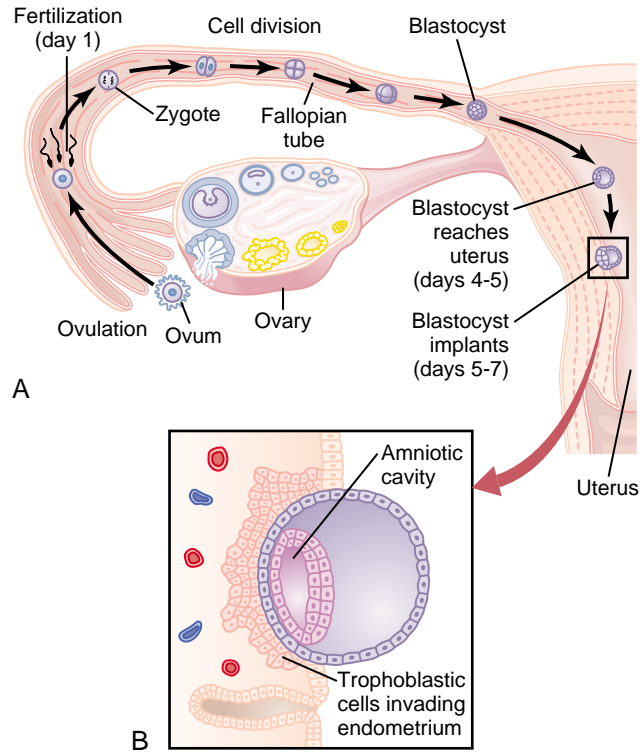 Fertilization
(day 1)
Cell division
Blastocyst
Zygote
Fallopian
tube
Blastocyst
reaches
uterus
(days 4-5)
Ovulation
Ovum
Ovary
Blastocyst
implants
(days 5-7)
A
Uterus
Amniotic
cavity
Trophoblastic
cells invading
endometrium
B